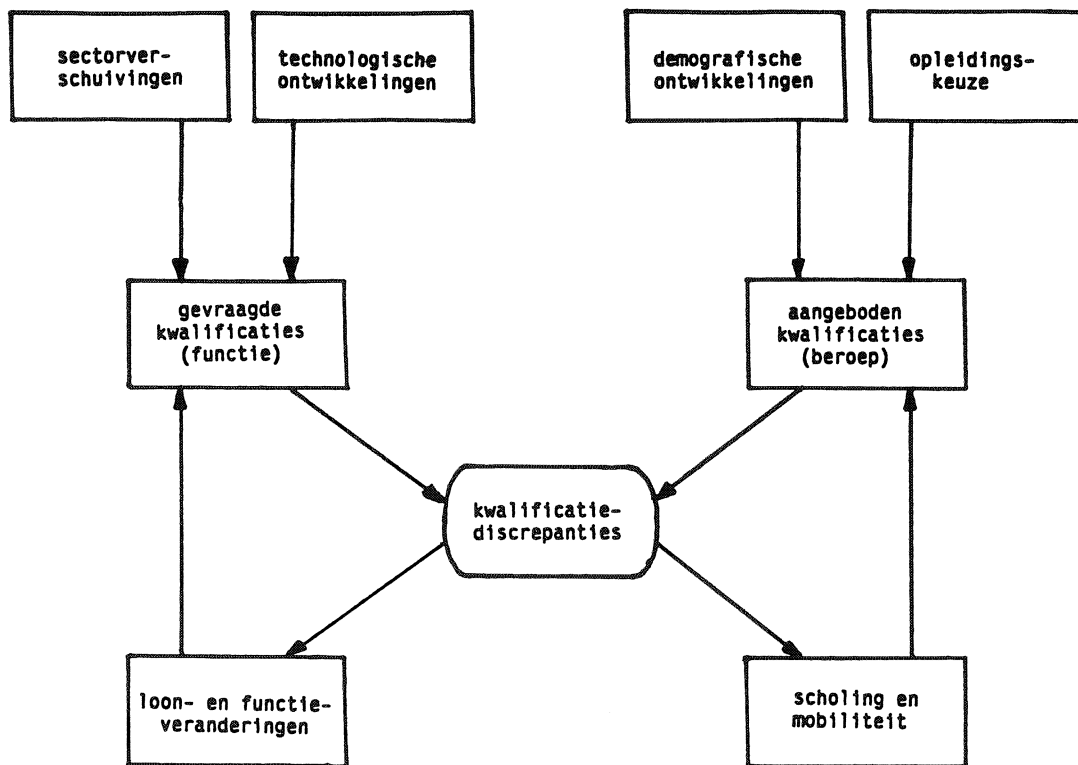 sectorver-
schuivingen
technologische
ontwikkelingen
demografische
ontwikkelingen
opleidings-
keuze
gevraagde
kwalificaties
(functie)
aangeboden
kwalificaties
(beroep)
kwalificatie-
discrepanties
loon- en functie-
veranderingen
scholing en
mobiliteit